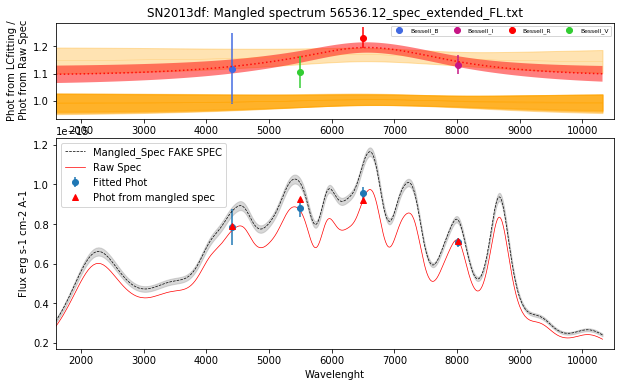 SN2013df: Mangled spectrum 56536.12_spec_extended_FL.txt
Phot from LCfitting /
Phot from Raw Spec
1.2
1.1
1.0
Bessell_B
Bessell_I
Bessell_R
Bessell_V
2000 3000 4000 5000 6000 7000 8000 9000 10000
Flux erg s-1 cm-2 A-1
1.2
1.0
0.8
0.6
0.4
0.2
Mangled_Spec FAKE SPEC
Raw Spec
Fitted Phot
Phot from mangled spec
2000 3000 4000 5000 6000 7000 8000 9000 10000
Wavelenght